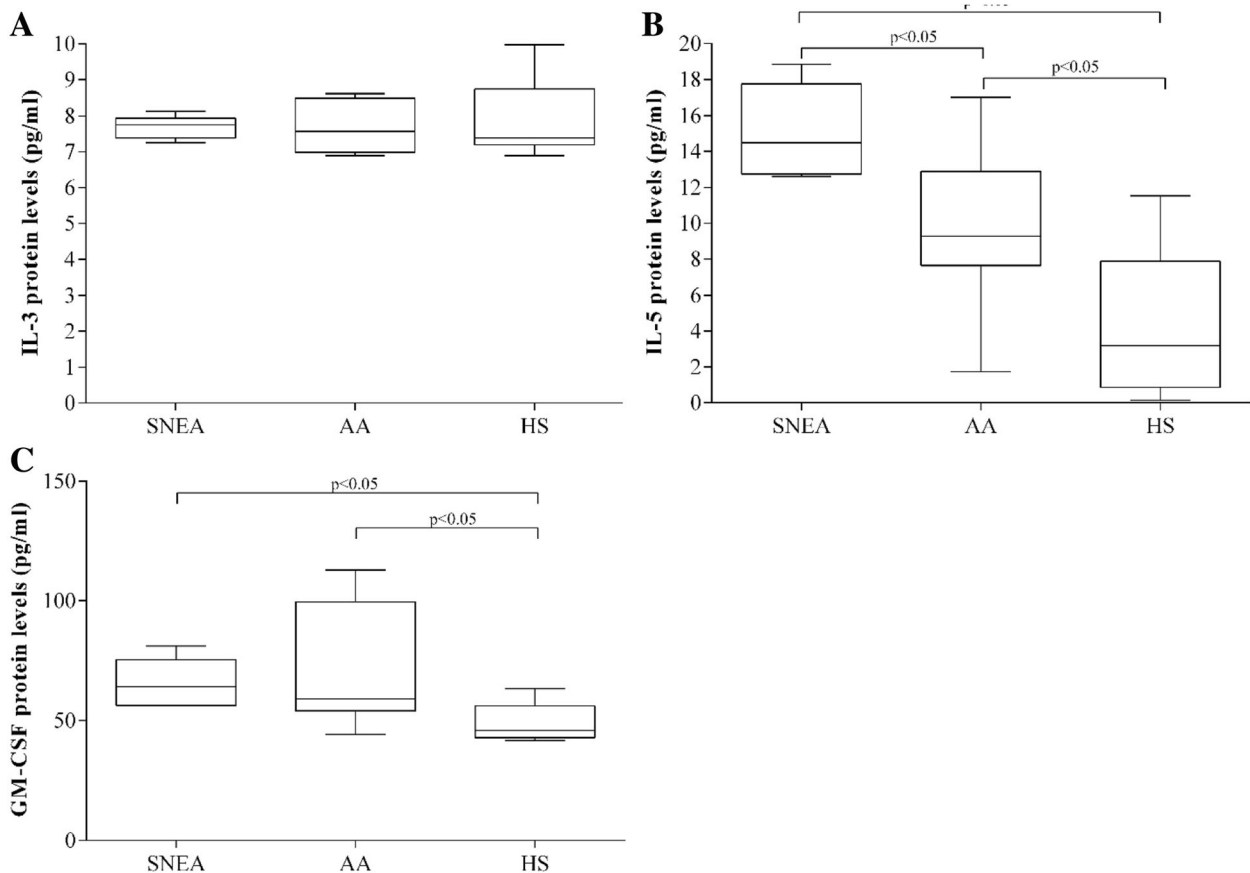 A
IL-3 protein levels (pg/ml)
10
9
8
7
6
5
4
3
2
1
0
SNEA AA HS
B
IL-5 protein levels (pg/ml)
p<0.05
p<0.05
20
18
16
14
12
10
8
6
4
2
0
SNEA AA HS
C
GM-CSF protein levels (pg/ml)
150
100
50
0
p<0.05
p<0.05
SNEA AA HS